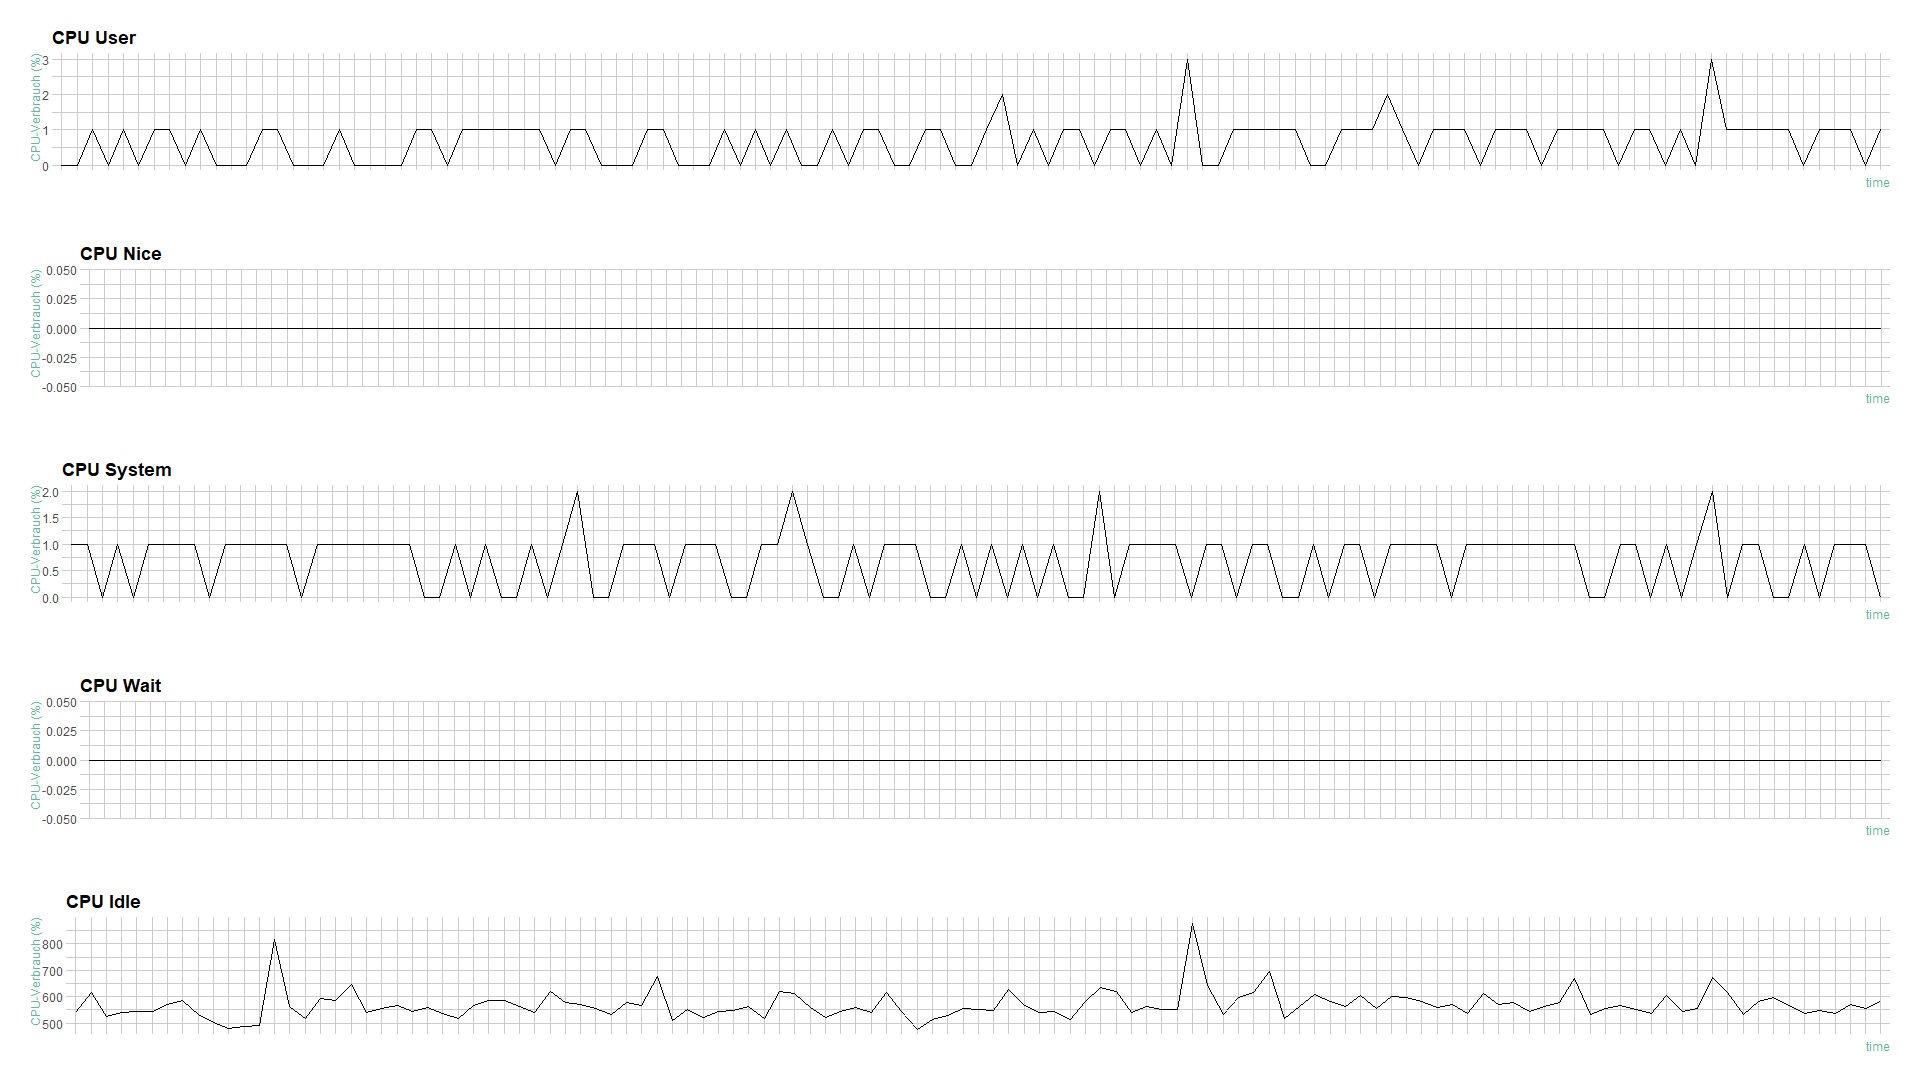 CPU User
CPU-Verbrauch (%)
3
2
1
0
time
CPU Nice
CPU-Verbrauch (%)
0.050
0.025
0.000
-0.025
-0.050
time
CPU System
CPU-Verbrauch (%)
2.0
1.5
1.0
0.5
0.0
time
CPU Wait
CPU-Verbrauch (%)
0.050
0.025
0.000
-0.025
-0.050
time
CPU Idle
CPU-Verbrauch (%)
800
700
600
500
time